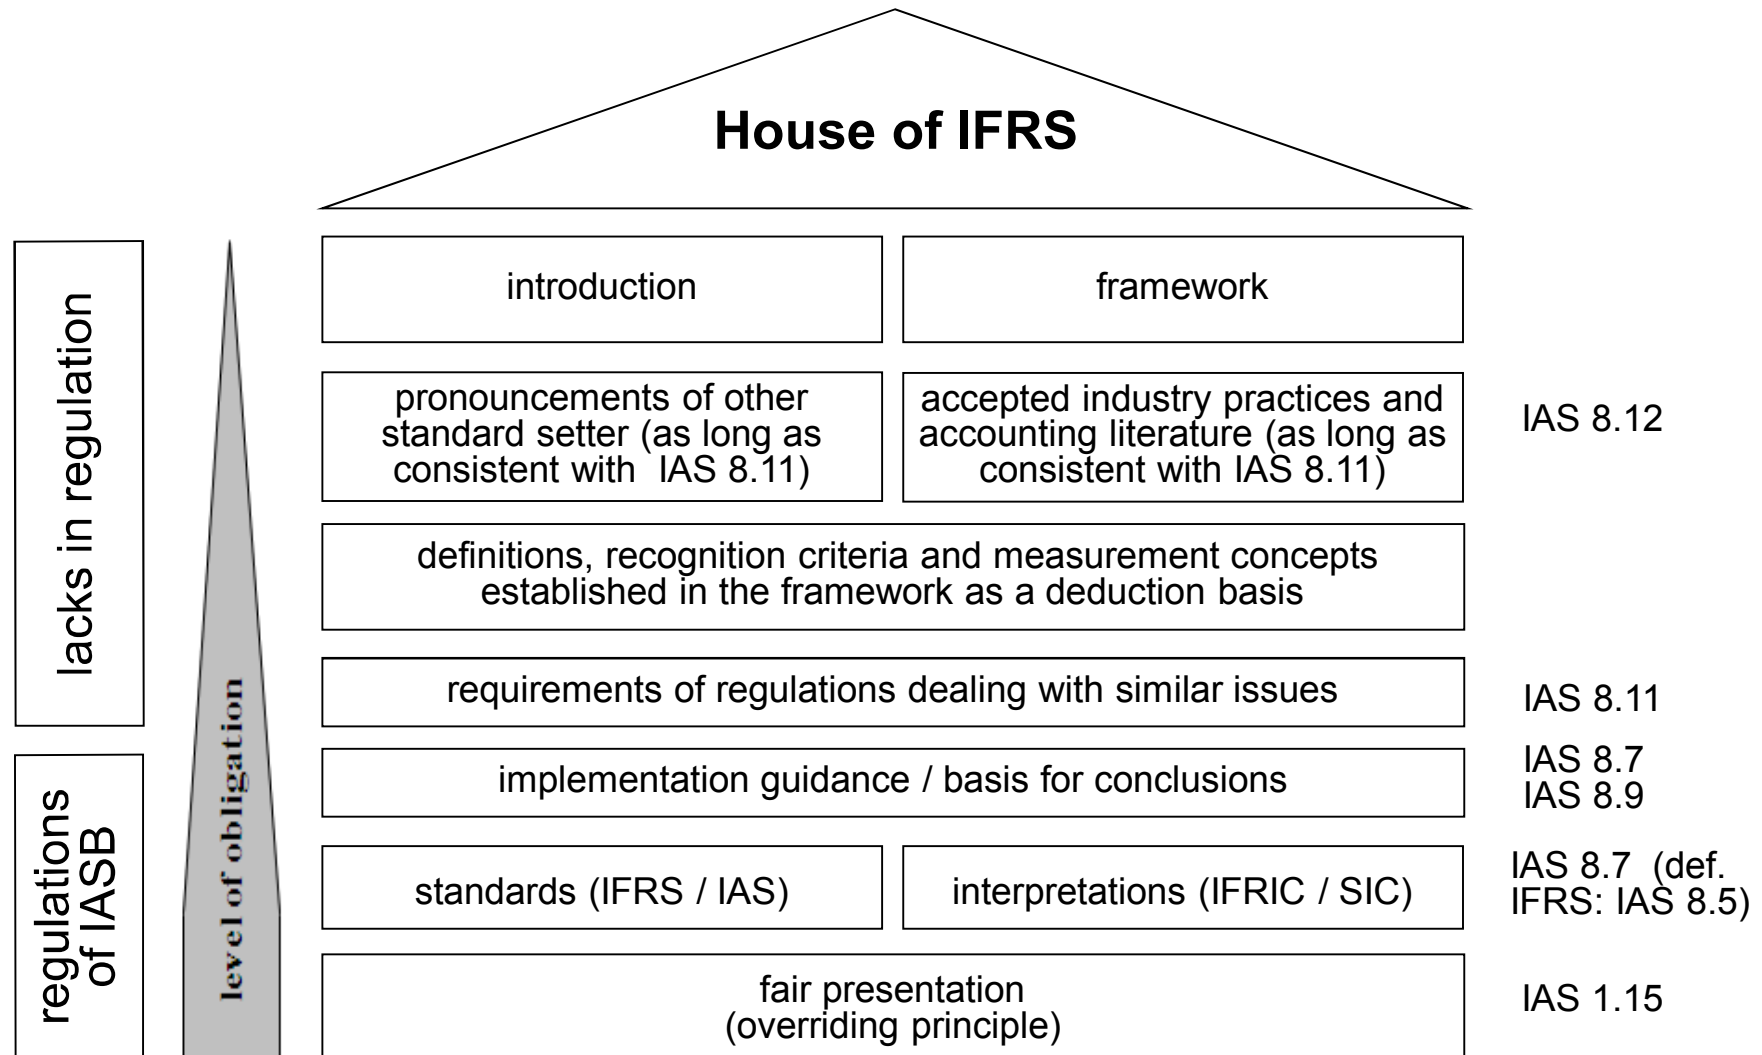 House of IFRS
lacks in regulation
regulations
of IASB
level of obligation
introduction
framework
pronouncements of other
standard setter (as long as
consistent with IAS 8.11)
accepted industry practices and
accounting literature (as long as
consistent with IAS 8.11)
IAS 8.12
definitions, recognition criteria and measurement concepts
established in the framework as a deduction basis
requirements of regulations dealing with similar issues
IAS 8.11
implementation guidance / basis for conclusions
IAS 8.7
IAS 8.9
standards (IFRS / IAS)
interpretations (IFRIC / SIC)
IAS 8.7 (def.
IFRS: IAS 8.5)
fair presentation
(overriding principle)
IAS 1.15